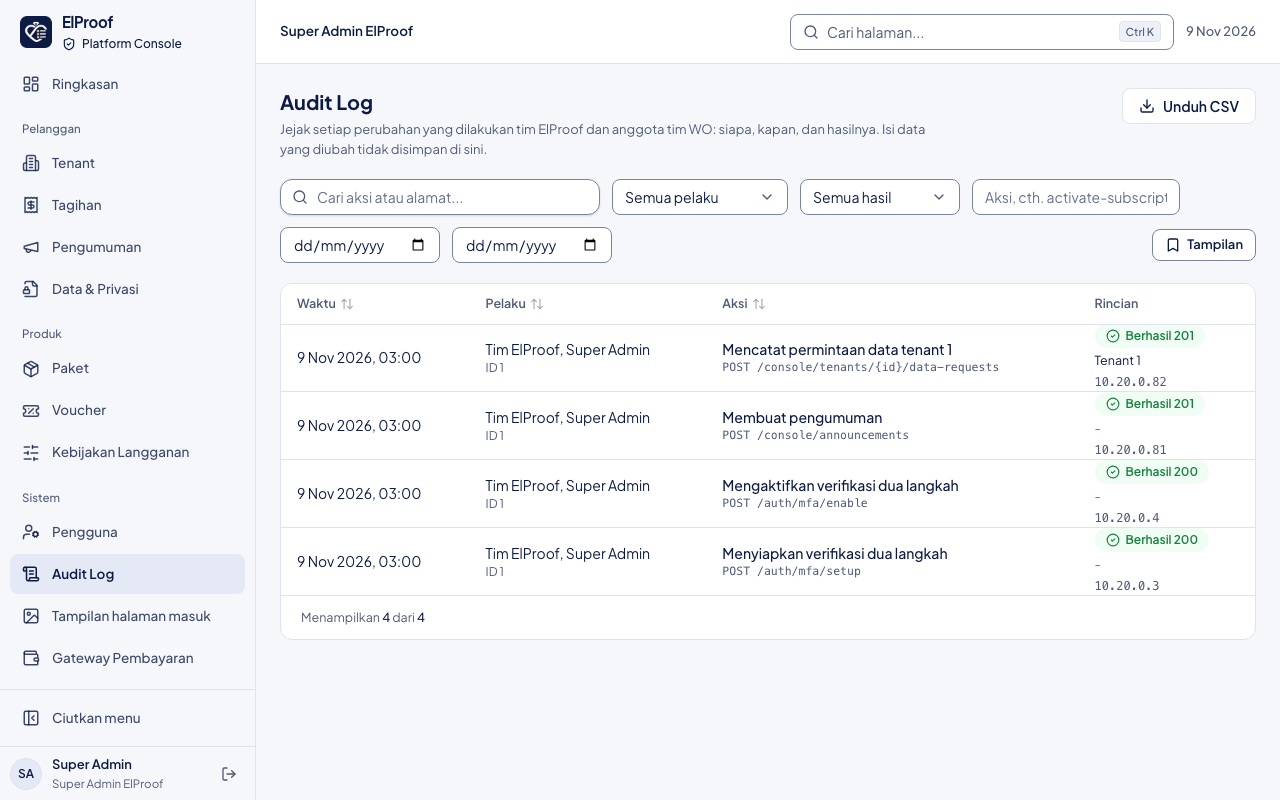 ElProof
Platform Console
Ringkasan
Pelanggan
Tenant
Tagihan
Pengumuman
Data & Privasi
Produk
Paket
Voucher
Kebijakan Langganan
Sistem
Pengguna
Audit Log
Tampilan halaman masuk
Gateway Pembayaran
Ciutkan menu
SA
Super Admin
Super Admin ElProof
Super Admin ElProof
Cari halaman...
Ctrl K
9 Nov 2026
Audit Log
Jejak setiap perubahan yang dilakukan tim ElProof dan anggota tim WO: siapa, kapan, dan hasilnya. Isi data
yang diubah tidak disimpan di sini.
Unduh CSV
Cari aksi atau alamat...
Semua pelaku
Semua hasil
Aksi, cth. activate-subscript
dd/mm/yyyy
dd/mm/yyyy
Tampilan
Waktu
Pelaku
Aksi
Rincian
9 Nov 2026, 03:00
Tim ElProof, Super Admin
ID 1
Mencatat permintaan data tenant 1
POST /console/tenants/{id}/data-requests
Berhasil 201
Tenant 1
10.20.0.82
9 Nov 2026, 03:00
Tim ElProof, Super Admin
ID 1
Membuat pengumuman
POST /console/announcements
Berhasil 201
-
10.20.0.81
9 Nov 2026, 03:00
Tim ElProof, Super Admin
ID 1
Mengaktifkan verifikasi dua langkah
POST /auth/mfa/enable
Berhasil 200
-
10.20.0.4
9 Nov 2026, 03:00
Tim ElProof, Super Admin
ID 1
Menyiapkan verifikasi dua langkah
POST /auth/mfa/setup
Berhasil 200
-
10.20.0.3
Menampilkan 4 dari 4